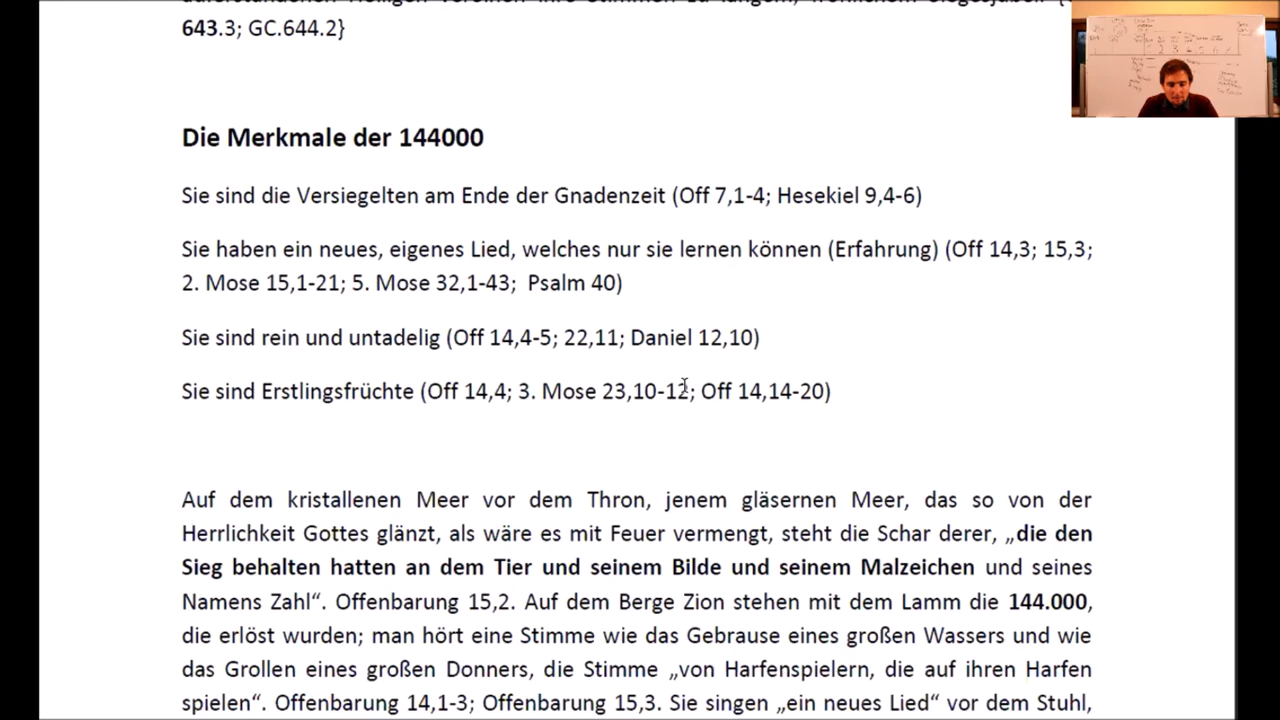 643.3; GC.644.2}
Die Merkmale der 144000
Sie sind die Versiegelten am Ende der Gnadenzeit (Off 7,1-4; Hesekiel 9,4-6)
Sie haben ein neues, eigenes Lied, welches nur sie lernen können (Erfahrung) (Off 14,3; 15,3;
2. Mose 15,1-21; 5. Mose 32,1-43; Psalm 40)
Sie sind rein und untadelig (Off 14,4-5; 22,11; Daniel 12,10)
Sie sind Erstlingsfrüchte (Off 14,4; 3. Mose 23,10-12; Off 14,14-20)
Auf dem kristallenen Meer vor dem Thron, jenem gläsernen Meer, das so von der
Herrlichkeit Gottes glänzt, als wäre es mit Feuer vermengt, steht die Schar derer, „die den
Sieg behalten hatten an dem Tier und seinem Bilde und seinem Malzeichen und seines
Namens Zahl“. Offenbarung 15,2. Auf dem Berge Zion stehen mit dem Lamm die 144.000,
die erlöst wurden; man hört eine Stimme wie das Gebrause eines großen Wassers und wie
das Grollen eines großen Donners, die Stimme „von Harfenspielern, die auf ihren Harfen
spielen“. Offenbarung 14,1-3; Offenbarung 15,3. Sie singen „ein neues Lied“ vor dem Stuhl,